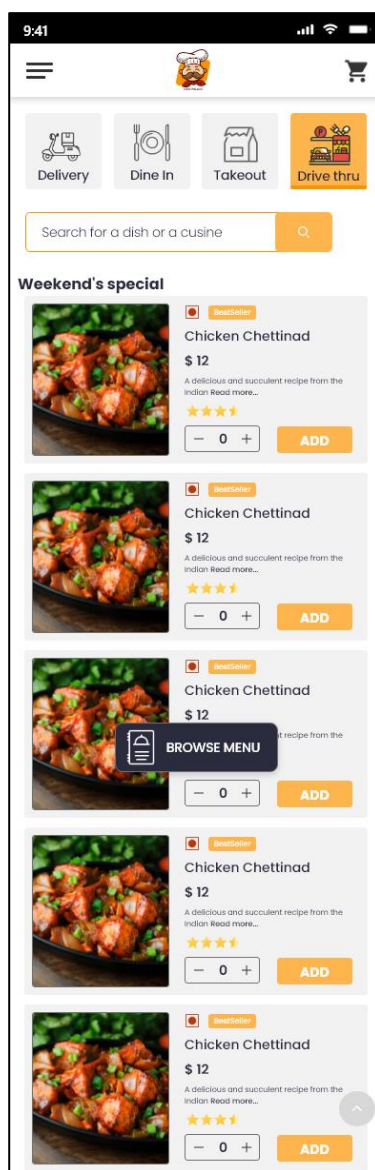 9:41
Delivery
Dine In
Takeout
Drive thru
Search for a dish or a cusine
Weekend's special
BestSeller
Chicken Chettinad
$ 12
A delicious and succulent recipe from the
Indian Read more...
- 0 +
ADD
BestSeller
Chicken Chettinad
$ 12
A delicious and succulent recipe from the
Indian Read more...
- 0 +
ADD
BestSeller
Chicken Chettinad
$ 12
recipe from the
BROWSE MENU
- 0 +
ADD
BestSeller
Chicken Chettinad
$ 12
A delicious and succulent recipe from the
Indian Read more...
- 0 +
ADD
BestSeller
Chicken Chettinad
$ 12
A delicious and succulent recipe from the
Indian Read more...
- 0 +
ADD